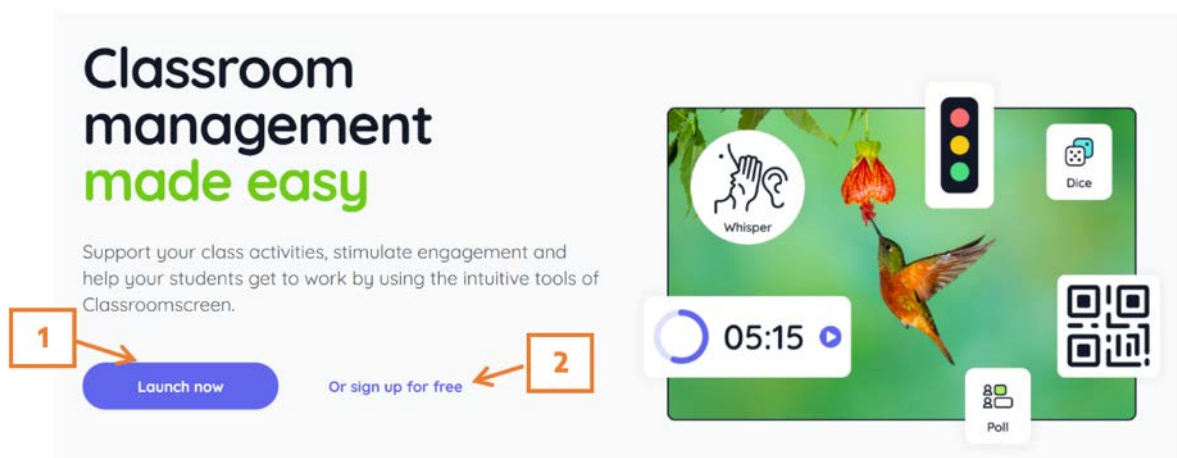 Classroom
management
made easy
Support your class activities, stimulate engagement and
help your students get to work by using the intuitive tools of
Classroomscreen.
1
Launch now
Or sign up for free
2
Whisper
Dice
05:15
Poll